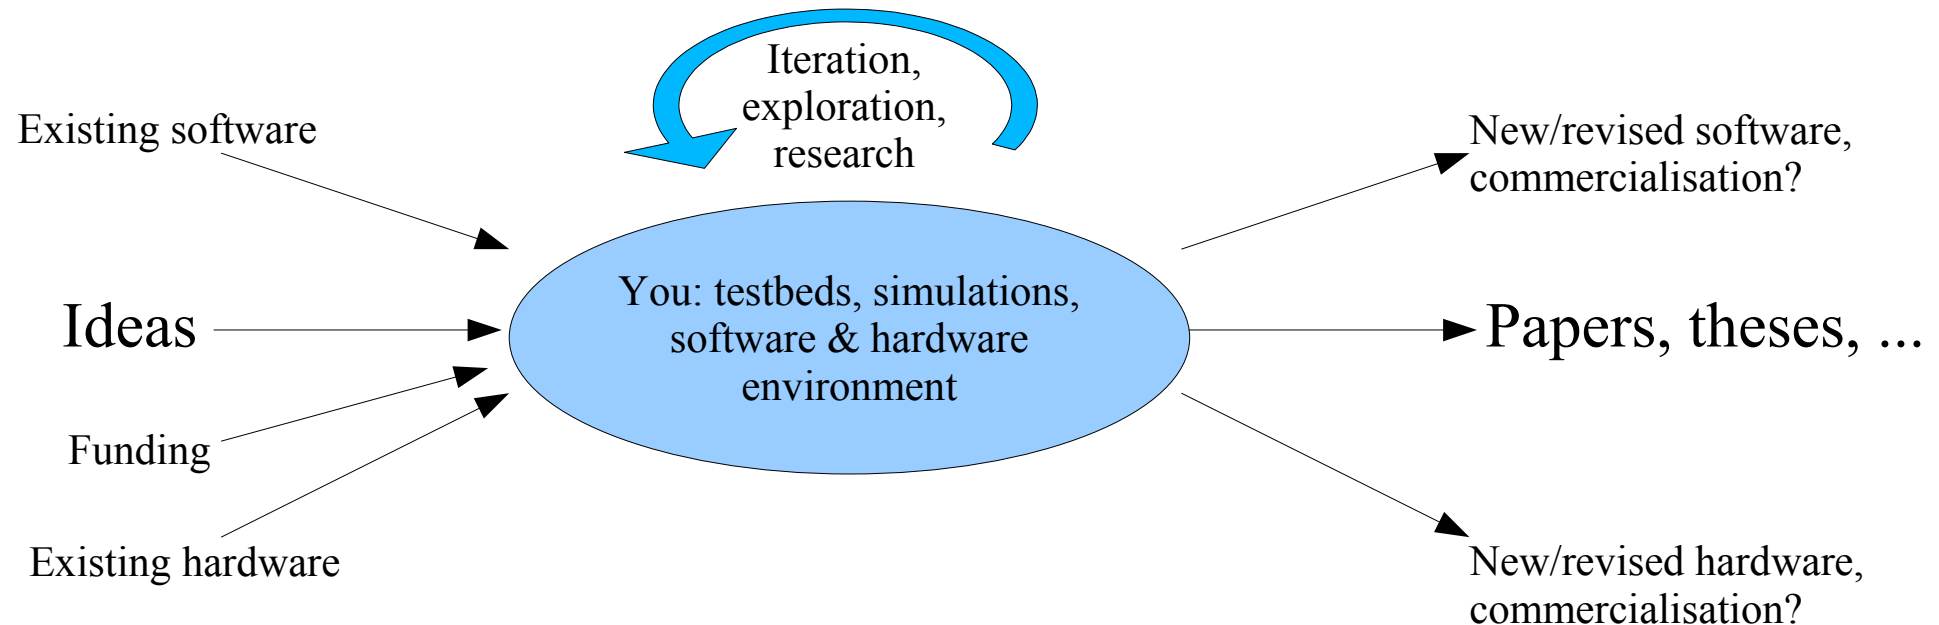 Iteration,
exploration,
research
Existing software
Ideas
Funding
Existing hardware
You: testbeds, simulations,
software & hardware
environment
New/revised software,
commercialisation?
Papers, theses, ...
New/revised hardware,
commercialisation?